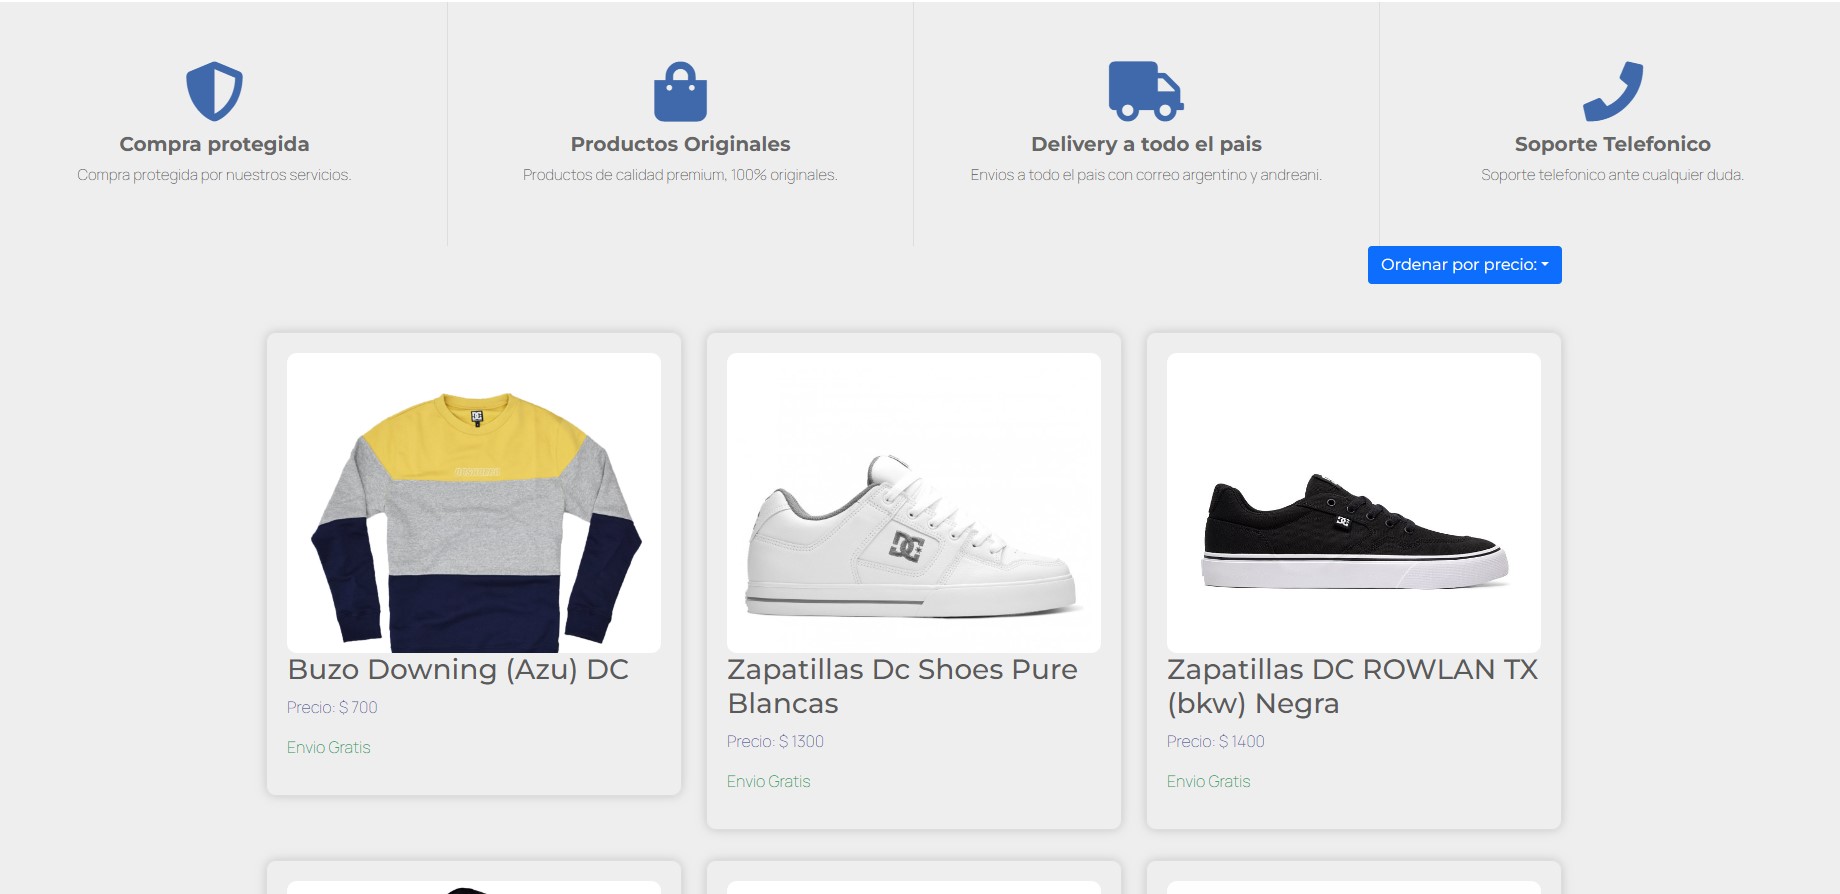 Compra protegida
Compra protegida por nuestros servicios.
Productos Originales
Productos de calidad premium, 100% originales.
Delivery a todo el pais
Envios a todo el pais con correo argentino y andreani.
Soporte Telefonico
Soporte telefonico ante cualquier duda.
Ordenar por precio:
Buzo Downing (Azu) DC
Precio: $ 700
Envio Gratis
DC
Zapatillas Dc Shoes Pure
Blancas
Precio: $ 1300
Envio Gratis
DC
Zapatillas DC ROWLAN TX
(bkw) Negra
Precio: $ 1400
Envio Gratis